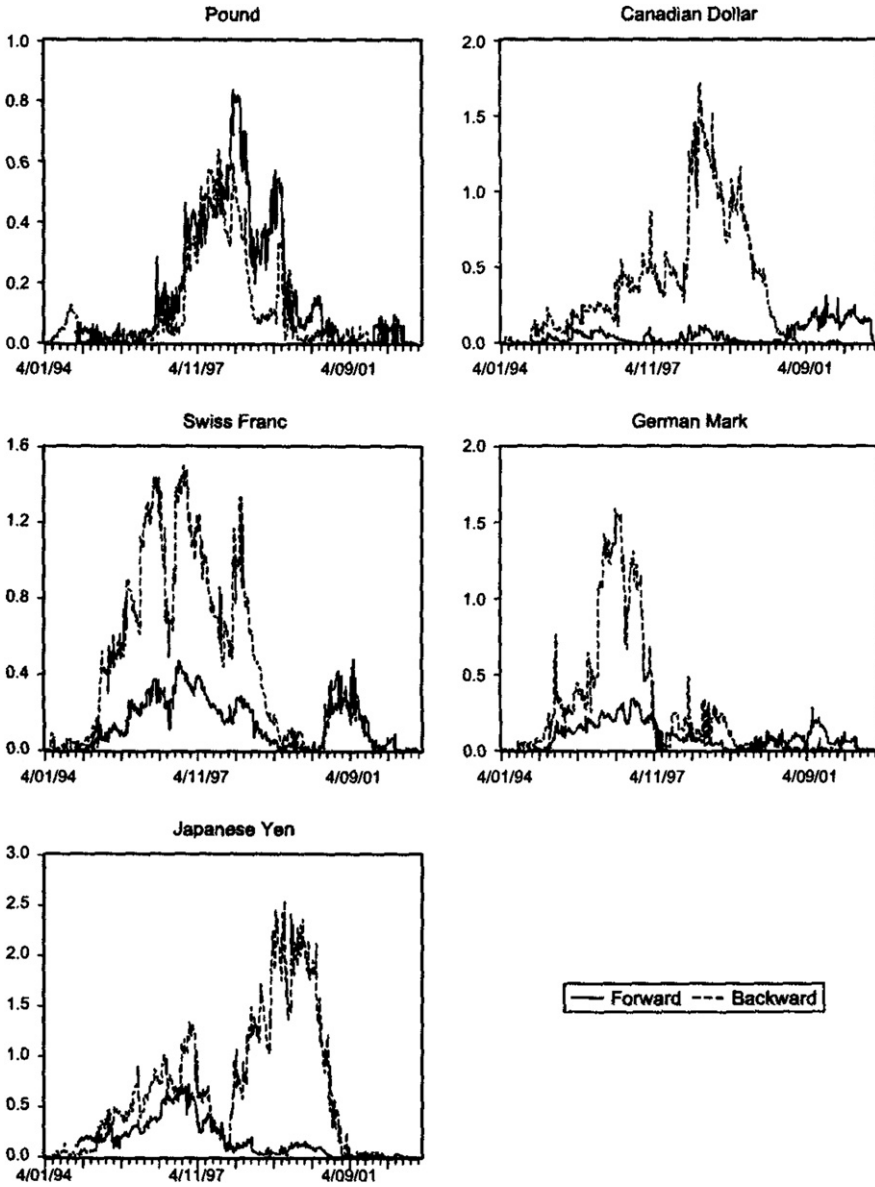 Pound
1.0
0.8
0.6
0.4
0.2
0.0
4/01/94 4/11/97 4/09/01
Canadian Dollar
2.0
1.5
1.0
0.5
0.0
4/01/94 4/11/97 4/09/01
Swiss Franc
1.6
1.2
0.8
0.4
0.0
4/01/94 4/11/97 4/09/01
German Mark
2.0
1.5
1.0
0.5
0.0
4/01/94 4/11/97 4/09/01
Japanese Yen
3.0
2.5
2.0
1.5
1.0
0.5
0.0
4/01/94 4/11/97 4/09/01
Forward Backward